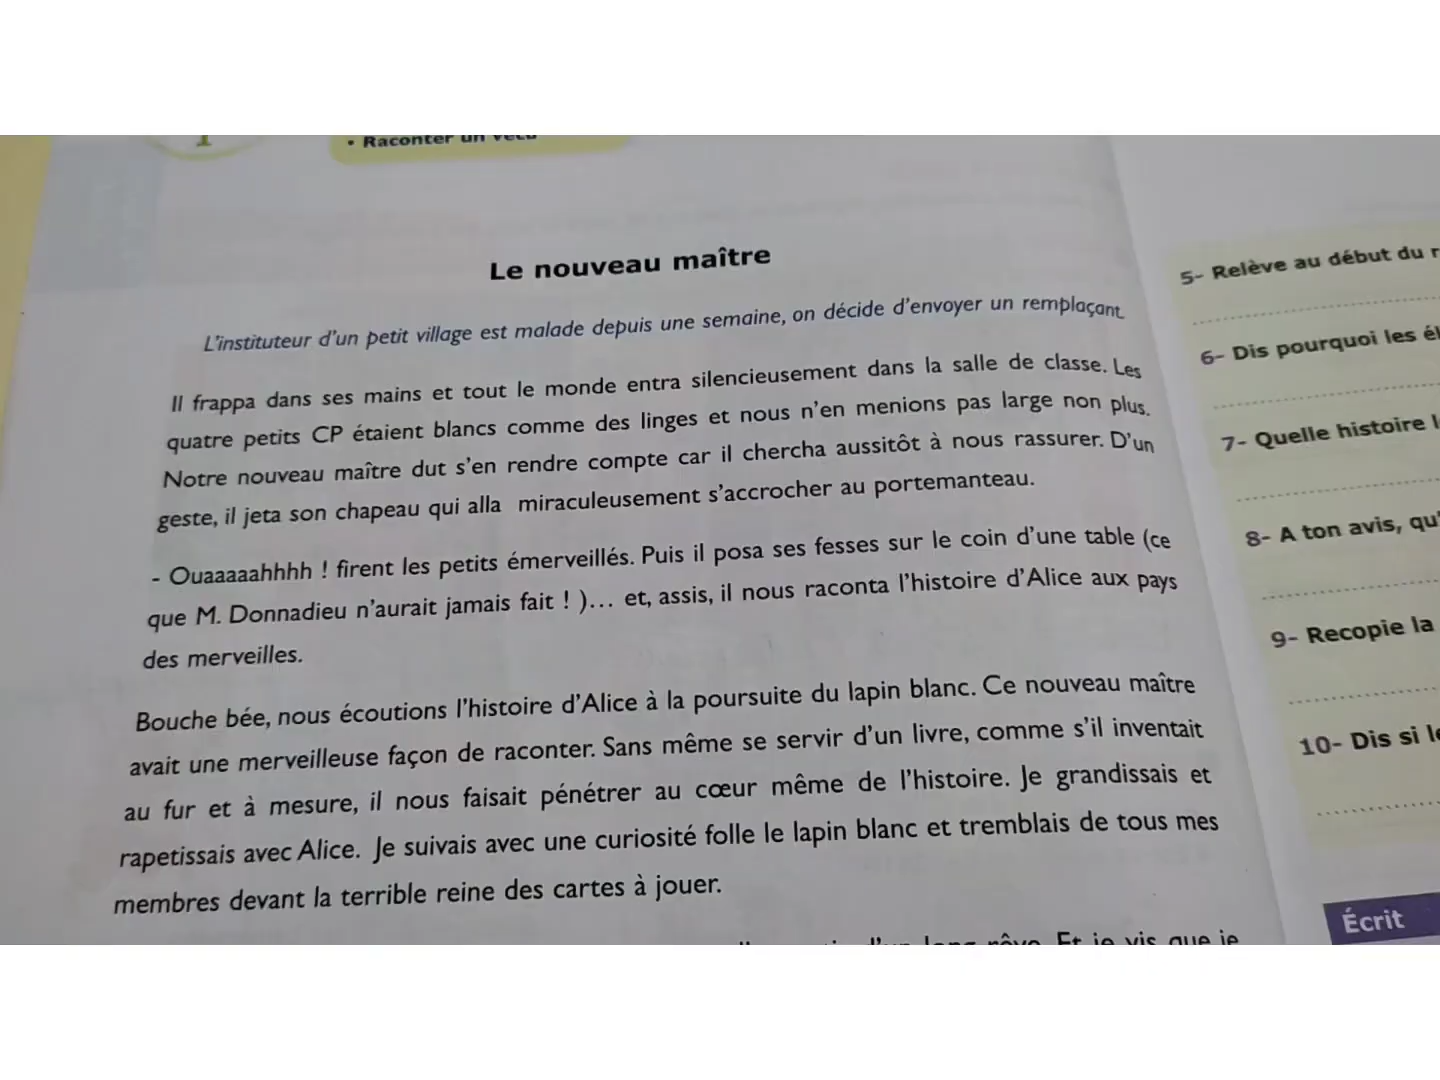 1
• Raconter un vécu
Le nouveau maître
L'instituteur d'un petit village est malade depuis une semaine, on décide d'envoyer un remplaçant.
Il frappa dans ses mains et tout le monde entra silencieusement dans la salle de classe. Les
quatre petits CP étaient blancs comme des linges et nous n'en menions pas large non plus.
Notre nouveau maître dut s'en rendre compte car il chercha aussitôt à nous rassurer. D'un
geste, il jeta son chapeau qui alla miraculeusement s'accrocher au portemanteau.
- Ouaaaaahhhh ! firent les petits émerveillés. Puis il posa ses fesses sur le coin d'une table (ce
que M. Donnadieu n'aurait jamais fait ! )... et, assis, il nous raconta l'histoire d'Alice aux pays
des merveilles.
Bouche bée, nous écoutions l'histoire d'Alice à la poursuite du lapin blanc. Ce nouveau maître
avait une merveilleuse façon de raconter. Sans même se servir d'un livre, comme s'il inventait
au fur et à mesure, il nous faisait pénétrer au cœur même de l'histoire. Je grandissais et
rapetissais avec Alice. Je suivais avec une curiosité folle le lapin blanc et tremblais de tous mes
membres devant la terrible reine des cartes à jouer.
d'un long rêve. Et je vis que je
5- Relève au début du r
6- Dis pourquoi les él
7- Quelle histoire l
8- A ton avis, qu'
9- Recopie la
10- Dis si le
Écrit